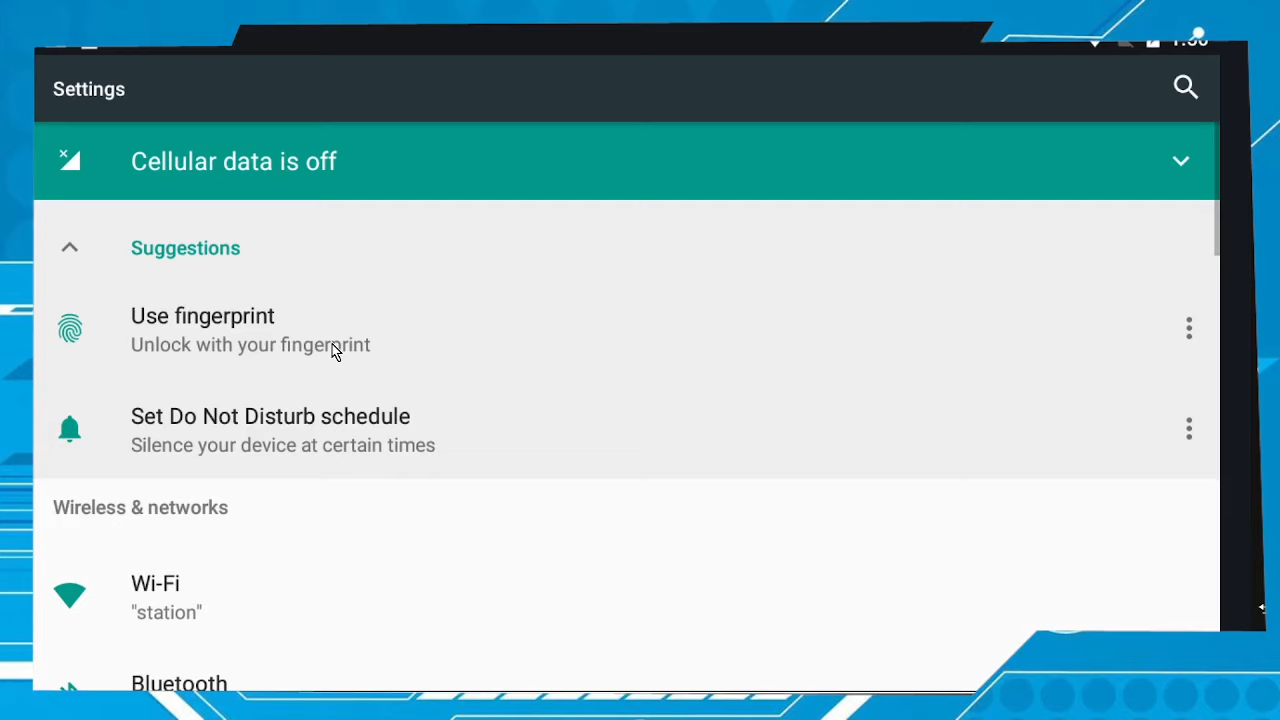 Settings
Cellular data is off
Suggestions
Use fingerprint
Unlock with your fingerprint
Set Do Not Disturb schedule
Silence your device at certain times
Wireless & networks
Wi-Fi
"station"
Bluetooth